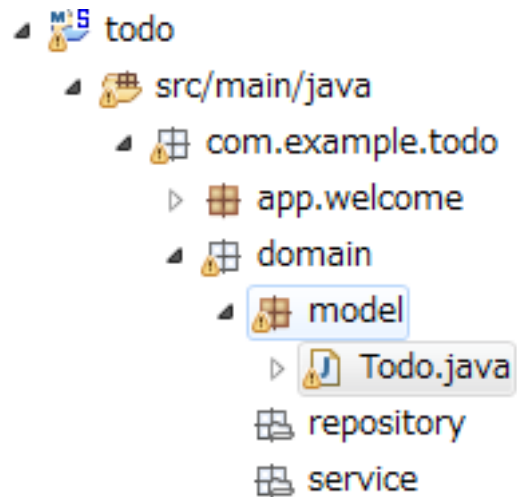 todo
src/main/java
com.example.todo
app.welcome
domain
model
Todo.java
repository
service